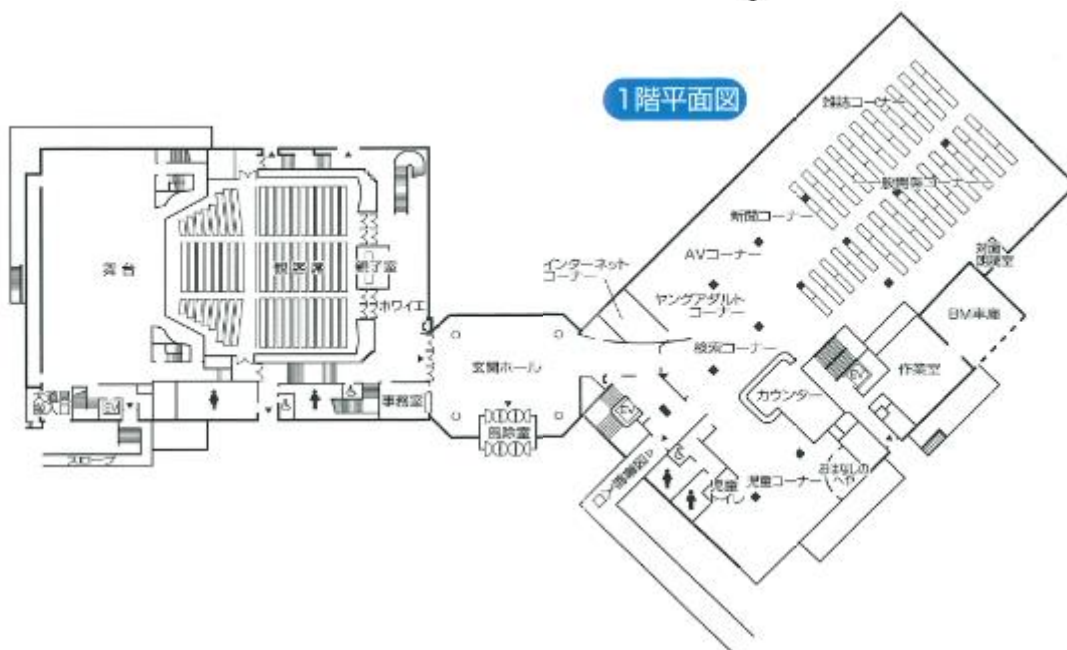 1階平面図
雑誌コーナー
一般開架コーナー
新聞コーナー
対面
朗読室
AVコーナー
インターネット
コーナー
ヤングアダルト
コーナー
BM車庫
舞台
観客席
親子室
ホワイエ
検索コーナー
玄関ホール
作業室
EV
カウンター
大道具
搬入口
EV
事務室
風除室
EV
スロープ
児童
トイレ
児童コーナー
おはなしの
へや